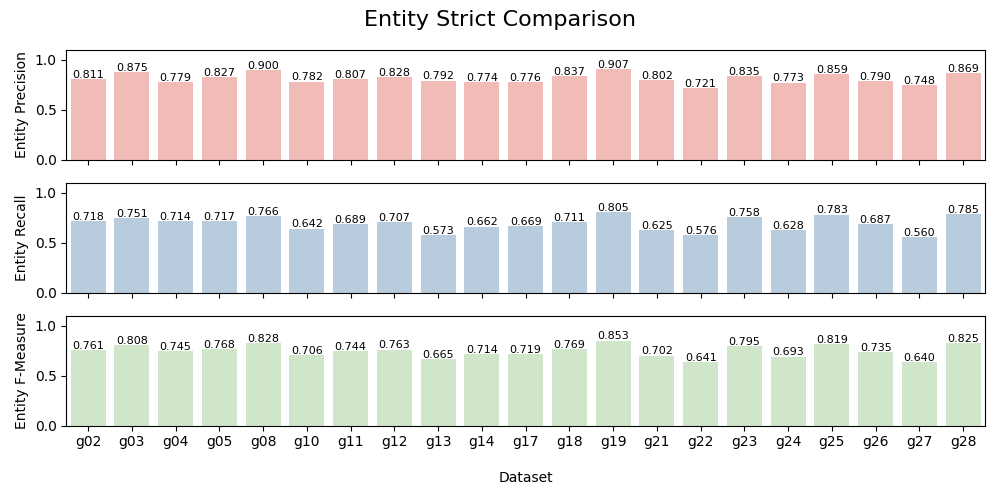 Entity Strict Comparison
Entity Precision
1.0
0.5
0.0
0.811 0.875 0.779 0.827 0.900 0.782 0.807 0.828 0.792 0.774 0.776 0.837 0.907 0.802 0.721 0.835 0.773 0.859 0.790 0.748 0.869
Entity Recall
1.0
0.5
0.0
0.718 0.751 0.714 0.717 0.766 0.642 0.689 0.707 0.573 0.662 0.669 0.711 0.805 0.625 0.576 0.758 0.628 0.783 0.687 0.560 0.785
Entity F-Measure
1.0
0.5
0.0
0.761 0.808 0.745 0.768 0.828 0.706 0.744 0.763 0.665 0.714 0.719 0.769 0.853 0.702 0.641 0.795 0.693 0.819 0.735 0.640 0.825
g02 g03 g04 g05 g08 g10 g11 g12 g13 g14 g17 g18 g19 g21 g22 g23 g24 g25 g26 g27 g28
Dataset